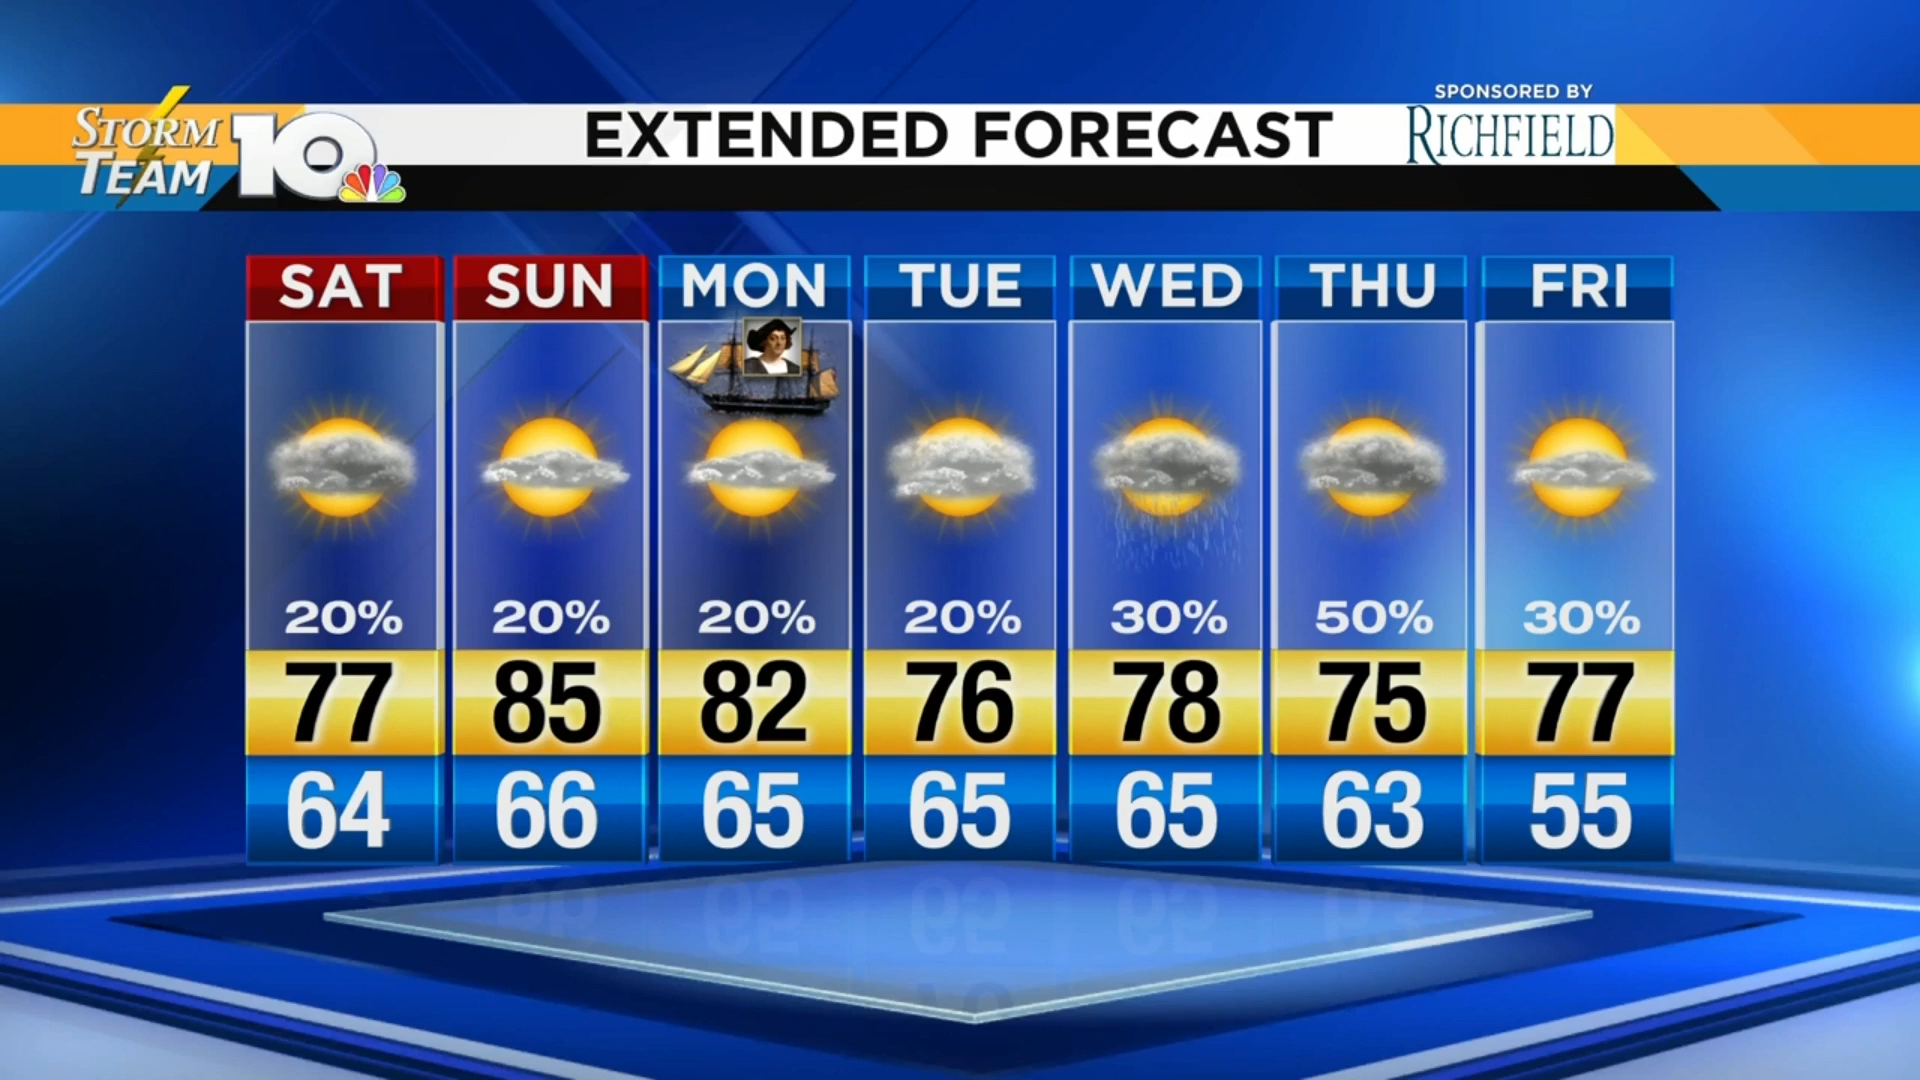 SPONSORED BY
STORM TEAM 10
EXTENDED FORECAST
RICHFIELD
SAT SUN MON TUE WED THU FRI
20% 20% 20% 20% 30% 50% 30%
77 85 82 76 78 75 77
64 66 65 65 65 63 55